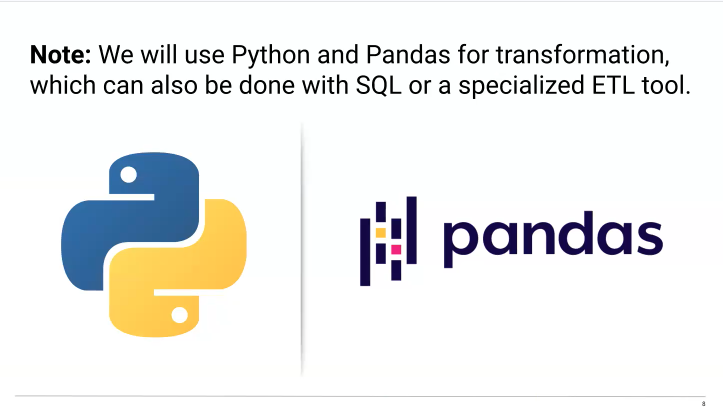 Note: We will use Python and Pandas for transformation,
which can also be done with SQL or a specialized ETL tool.
pandas
8